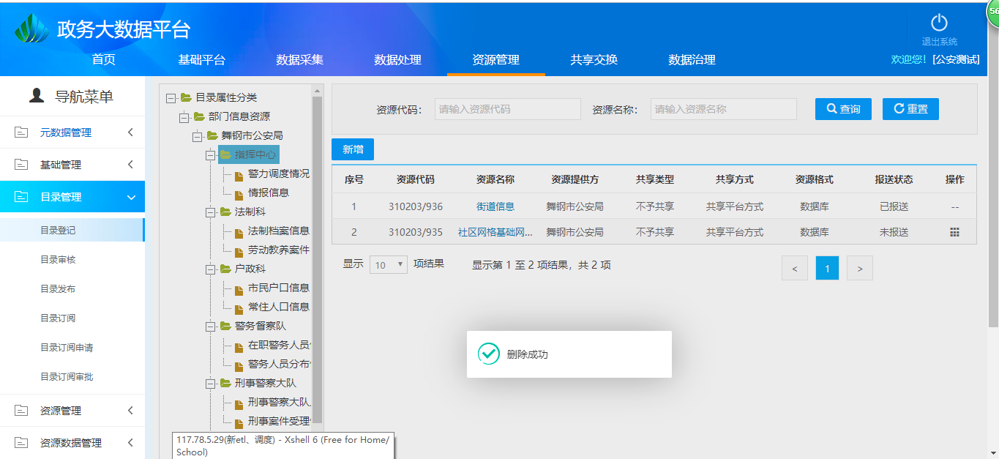 政务大数据平台
56
退出系统
首页 基础平台 数据采集 数据处理 资源管理 共享交换 数据治理
欢迎您！ [公安测试]
导航菜单
元数据管理
基础管理
目录管理
目录登记
目录审核
目录发布
目录订阅
目录订阅申请
目录订阅审批
资源管理
资源数据管理
目录属性分类
部门信息资源
舞钢市公安局
指挥中心
警力调度情况
情报信息
法制科
法制档案信息
劳动教养案件
户政科
市民户口信息
常住人口信息
警务督察队
在职警务人员
警务人员分布
刑事警察大队
刑事警察大队
刑事案件受理
117.78.5.29(新etl、调度) - Xshell 6 (Free for Home/
School)
资源代码： 请输入资源代码 资源名称： 请输入资源名称 查询 重置
新增
序号 资源代码 资源名称 资源提供方 共享类型 共享方式 资源格式 报送状态 操作
1 310203/936 街道信息 舞钢市公安局 不予共享 共享平台方式 数据库 已报送 --
2 310203/935 社区网格基础网... 舞钢市公安局 不予共享 共享平台方式 数据库 未报送
显示 10 项结果 显示第 1 至 2 项结果，共 2 项 < 1 >
删除成功